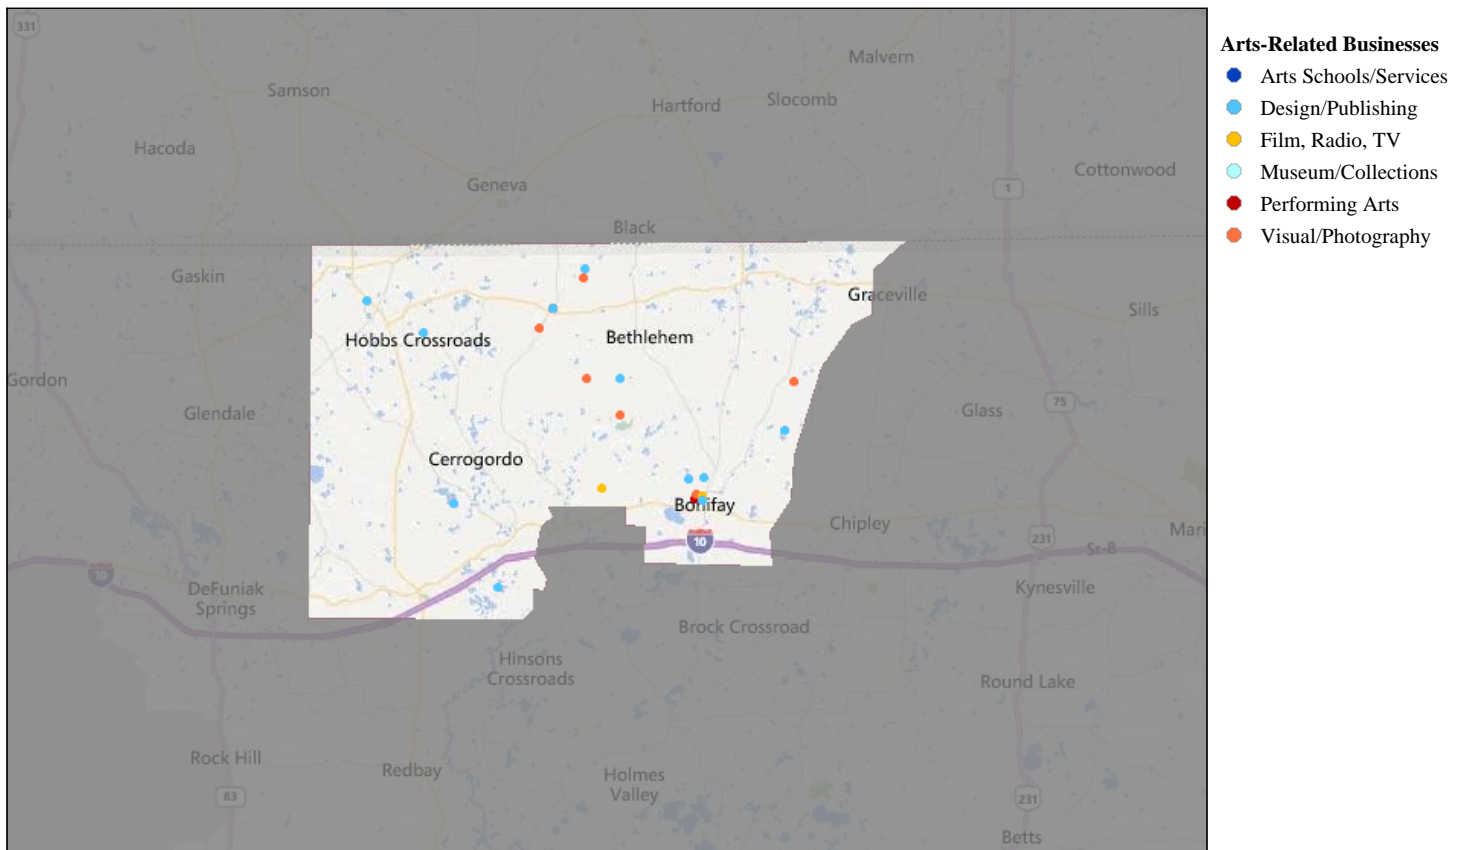 331
Malvern
Samson
Hartford
Slocomb
Hacoda
Cottonwood
Geneva
1
Black
Gaskin
Graceville
Sills
Hobbs Crossroads
Bethlehem
Gordon
Glendale
75
Glass
Cerrogordo
Bonifay
Chipley
Mari
231
10
Sr-8
10
DeFuniak
Springs
Kynesville
Brock Crossroad
Hinsons
Crossroads
Round Lake
Rock Hill
Redbay
Holmes
Valley
83
231
Betts
Arts-Related Businesses
Arts Schools/Services
Design/Publishing
Film, Radio, TV
Museum/Collections
Performing Arts
Visual/Photography